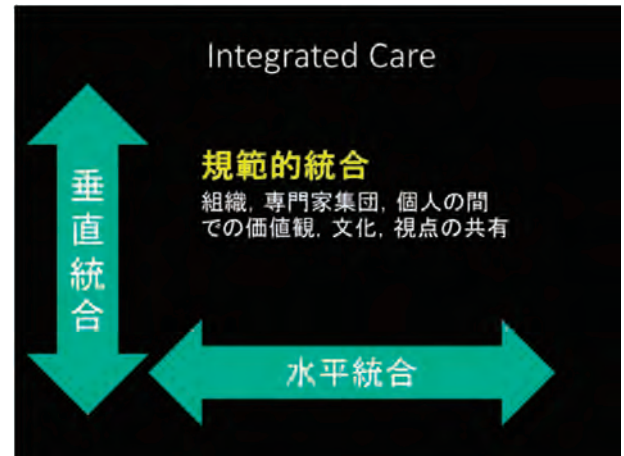 Integrated Care
垂直統合
規範的統合
組織, 専門家集団, 個人の間
での価値観, 文化, 視点の共有
水平統合